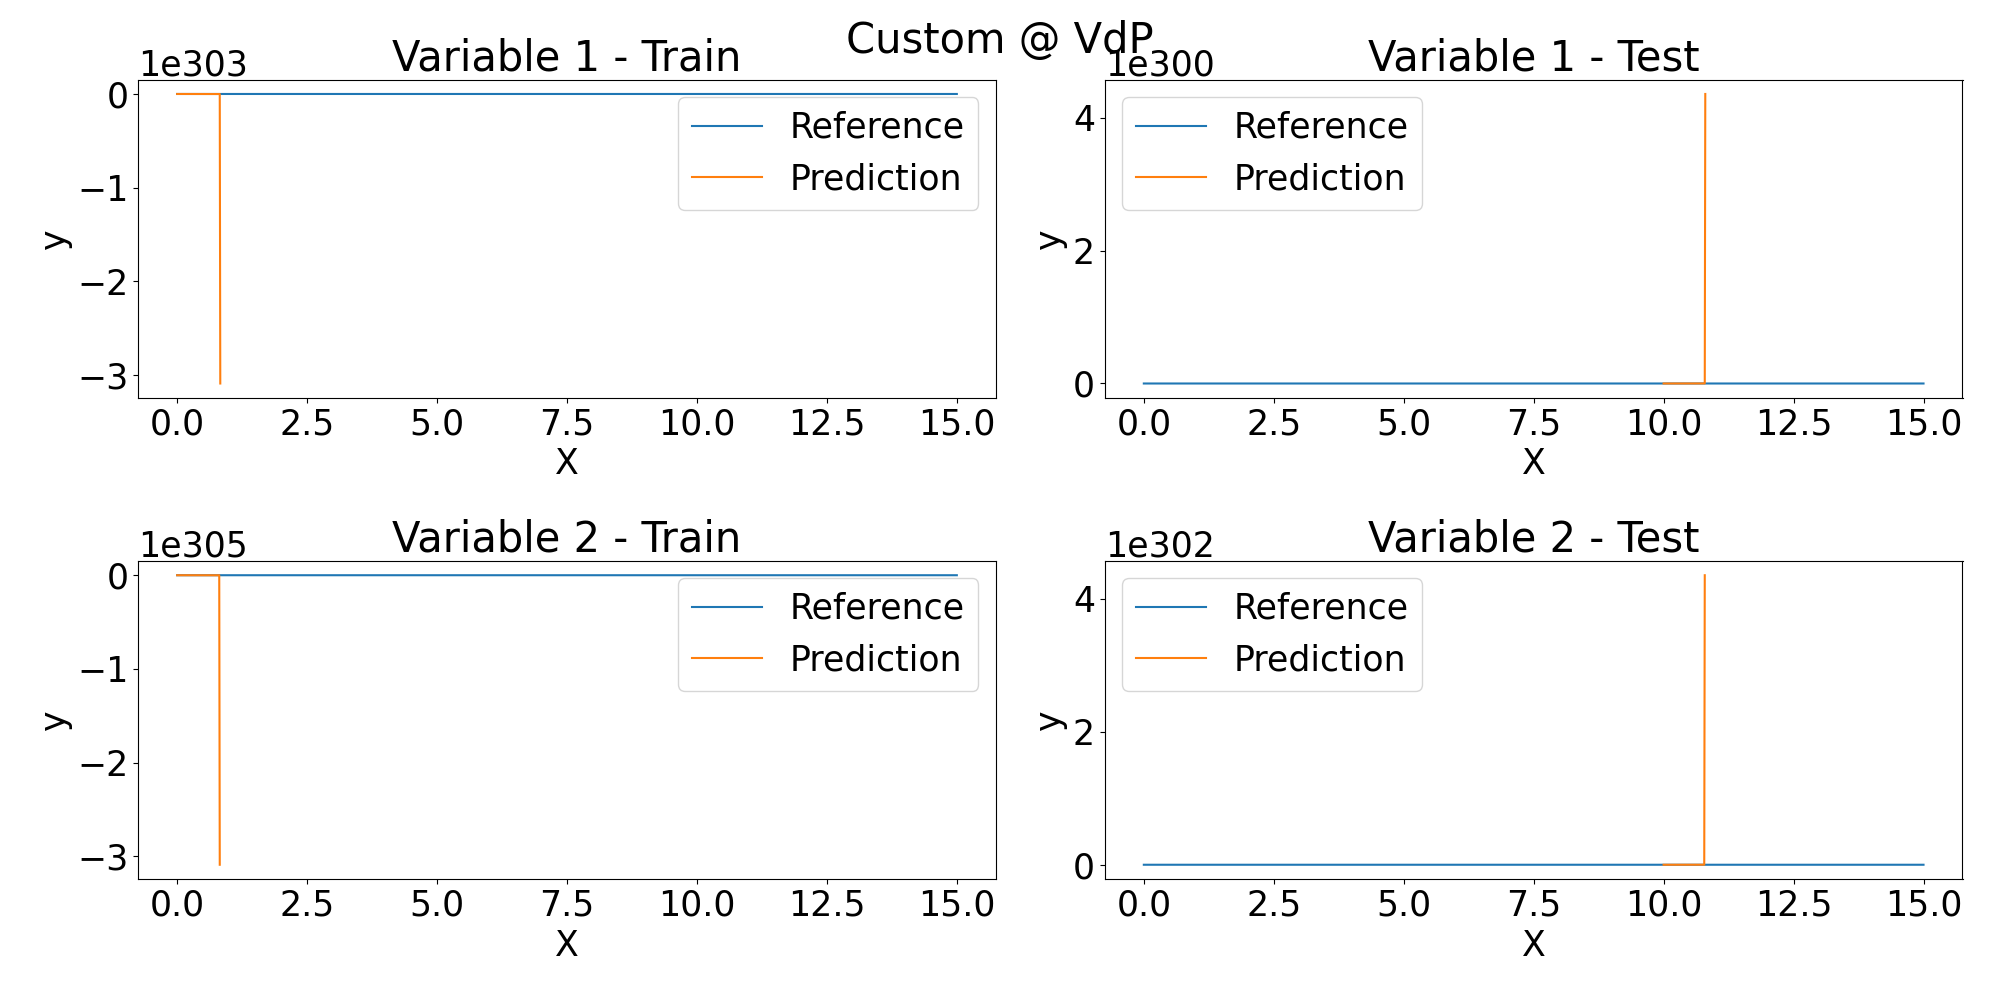 Custom @ VdP
Variable 1 - Train
1e303
0
−1
−2
−3
y
Reference
Prediction
0.0 2.5 5.0 7.5 10.0 12.5 15.0
X
Variable 1 - Test
1e300
4
2
0
y
Reference
Prediction
0.0 2.5 5.0 7.5 10.0 12.5 15.0
X
Variable 2 - Train
1e305
0
−1
−2
−3
y
Reference
Prediction
0.0 2.5 5.0 7.5 10.0 12.5 15.0
X
Variable 2 - Test
1e302
4
2
0
y
Reference
Prediction
0.0 2.5 5.0 7.5 10.0 12.5 15.0
X